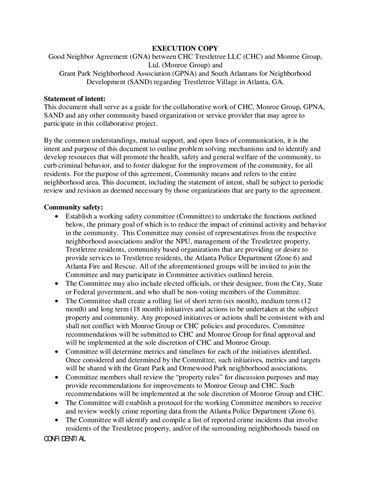 EXECUTION COPY
Good Neighbor Agreement (GNA) between CHC Trestletree LLC (CHC) and Monroe Group,
Ltd. (Monroe Group) and
Grant Park Neighborhood Association (GPNA) and South Atlantans for Neighborhood
Development (SAND) regarding Trestletree Village in Atlanta, GA.
Statement of intent:
This document shall serve as a guide for the collaborative work of CHC, Monroe Group, GPNA,
SAND and any other community based organization or service provider that may agree to
participate in this collaborative project.
By the common understandings, mutual support, and open lines of communication, it is the
intent and purpose of this document to outline problem solving mechanisms and to identify and
develop resources that will promote the health, safety and general welfare of the community, to
curb criminal behavior, and to foster dialogue for the improvement of the community, for all
residents. For the purpose of this agreement, Community means and refers to the entire
neighborhood area. This document, including the statement of intent, shall be subject to periodic
review and revision as deemed necessary by those organizations that are party to the agreement.
Community safety:
• Establish a working safety committee (Committee) to undertake the functions outlined
below, the primary goal of which is to reduce the impact of criminal activity and behavior
in the community. This Committee may consist of representatives from the respective
neighborhood associations and/or the NPU, management of the Trestletree property,
Trestletree residents, community based organizations that are providing or desire to
provide services to Trestletree residents, the Atlanta Police Department (Zone 6) and
Atlanta Fire and Rescue. All of the aforementioned groups will be invited to join the
Committee and may participate in Committee activities outlined herein.
• The Committee may also include elected officials, or their designee, from the City, State
or Federal government, and who shall be non-voting members of the Committee.
• The Committee shall create a rolling list of short term (six month), medium term (12
month) and long term (18 month) initiatives and actions to be undertaken at the subject
property and community. Any proposed initiatives or actions shall be consistent with and
shall not conflict with Monroe Group or CHC policies and procedures. Committee
recommendations will be submitted to CHC and Monroe Group for final approval and
will be implemented at the sole discretion of CHC and Monroe Group.
• Committee will determine metrics and timelines for each of the initiatives identified.
Once considered and determined by the Committee, such initiatives, metrics and targets
will be shared with the Grant Park and Ormewood Park neighborhood associations.
• Committee members shall review the “property rules” for discussion purposes and may
provide recommendations for improvements to Monroe Group and CHC. Such
recommendations will be implemented at the sole discretion of Monroe Group and CHC.
• The Committee will establish a protocol for the working Committee members to receive
and review weekly crime reporting data from the Atlanta Police Department (Zone 6).
• The Committee will identify and compile a list of reported crime incidents that involve
residents of the Trestletree property, and/or of the surrounding neighborhoods based on
CONFIDENTIAL